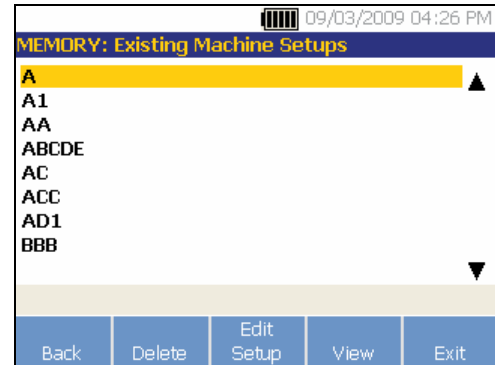 09/03/2009 04:26 PM
MEMORY: Existing Machine Setups
A
A1
AA
ABCDE
AC
ACC
AD1
BBB
Back Delete Edit Setup View Exit